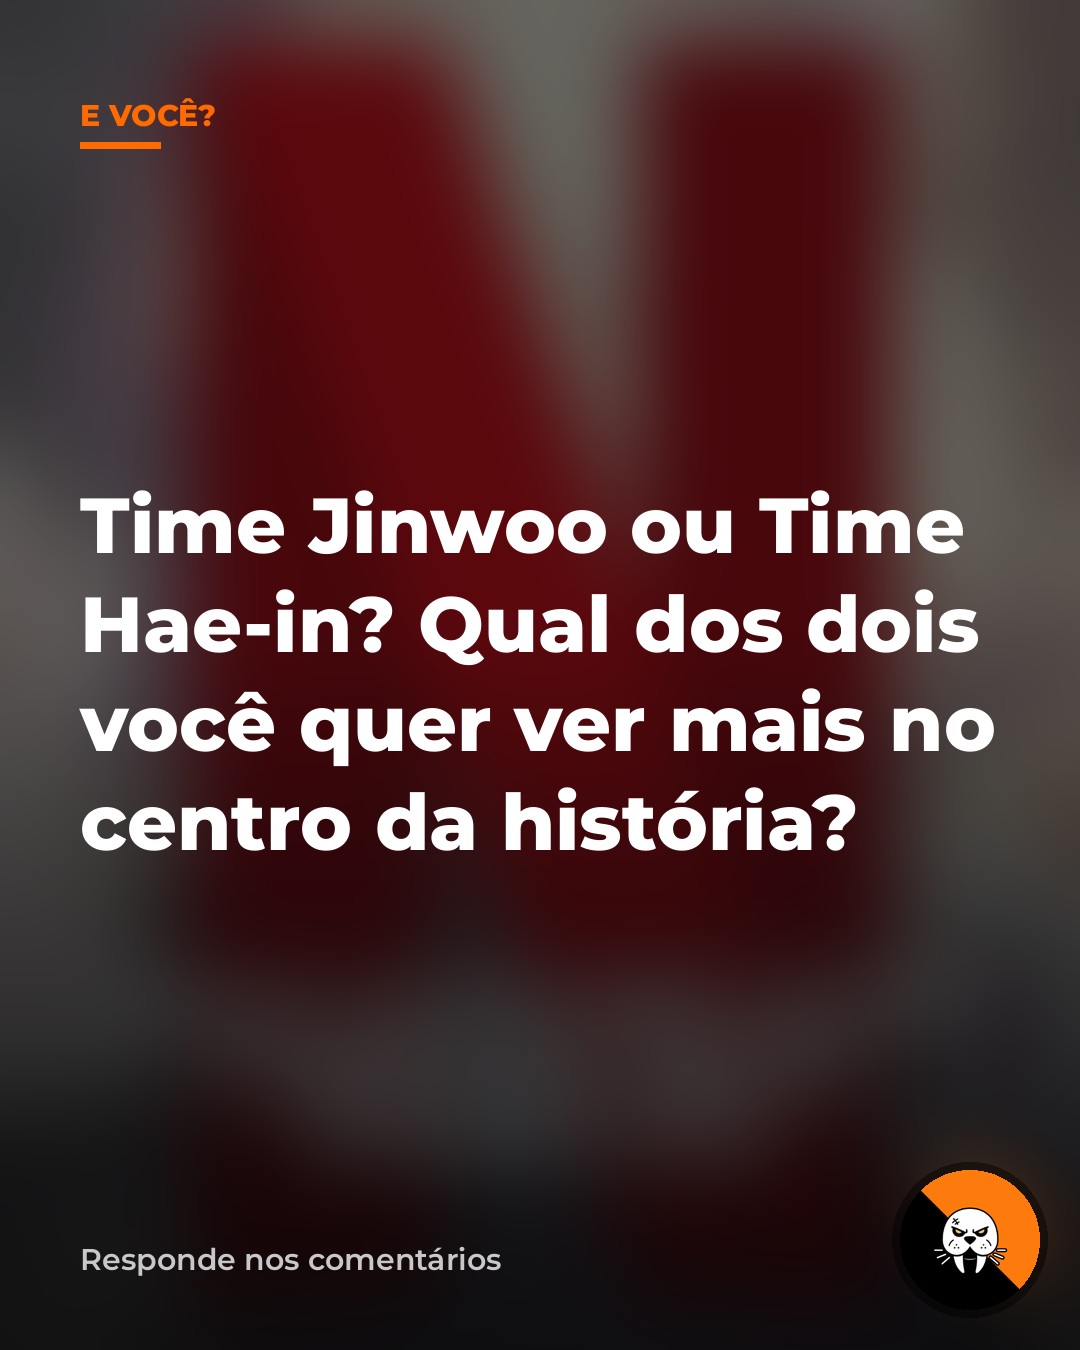 E VOCÊ?
Time Jinwoo ou Time
Hae-in? Qual dos dois
você quer ver mais no
centro da história?
Responde nos comentários